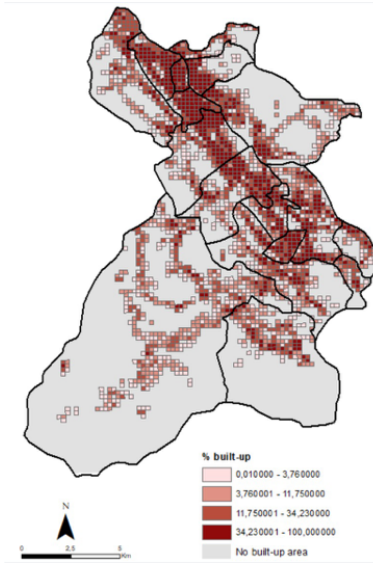 % built-up
0,010000 - 3,760000
3,760001 - 11,750000
11,750001 - 34,230000
34,230001 - 100,000000
No built-up area
N
0 2,5 5
Km